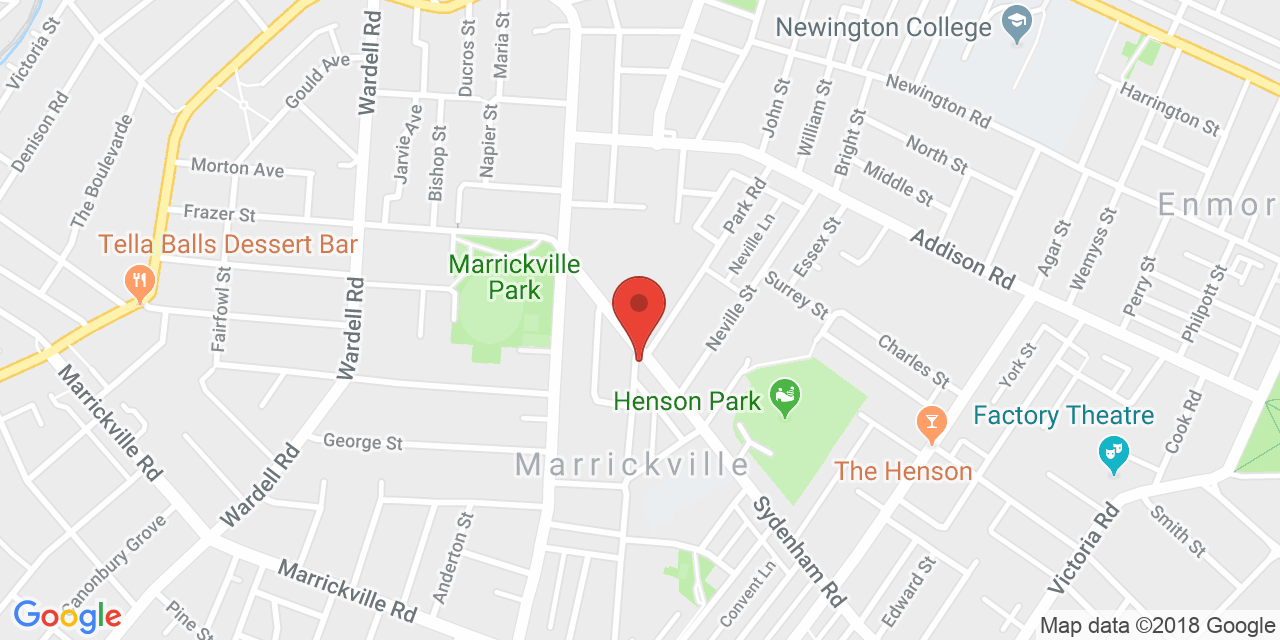 Newington College
Victoria St
Wardell Rd
Ducros St
Maria St
Gould Ave
Newington Rd
Harrington St
Denison Rd
The Boulevarde
Jarvie Ave
Bishop St
Napier St
John St
William St
Bright St
North St
Middle St
Morton Ave
Frazer St
Park Rd
Neville Ln
Essex St
Addison Rd
Agar St
Wemyss St
Enmor
Tella Balls Dessert Bar
Marrickville
Park
Perry St
Philpott St
Fairfowl St
Wardell Rd
Neville St
Surrey St
Charles St
York St
Marrickville Rd
Henson Park
Factory Theatre
Cook Rd
George St
Marrickville
The Henson
Wardell Rd
Sydenham Rd
Victoria Rd
Smith St
Canonbury Grove
Anderton St
Marrickville Rd
Pine St
Convent Ln
Edward St
Google
Map data ©2018 Google